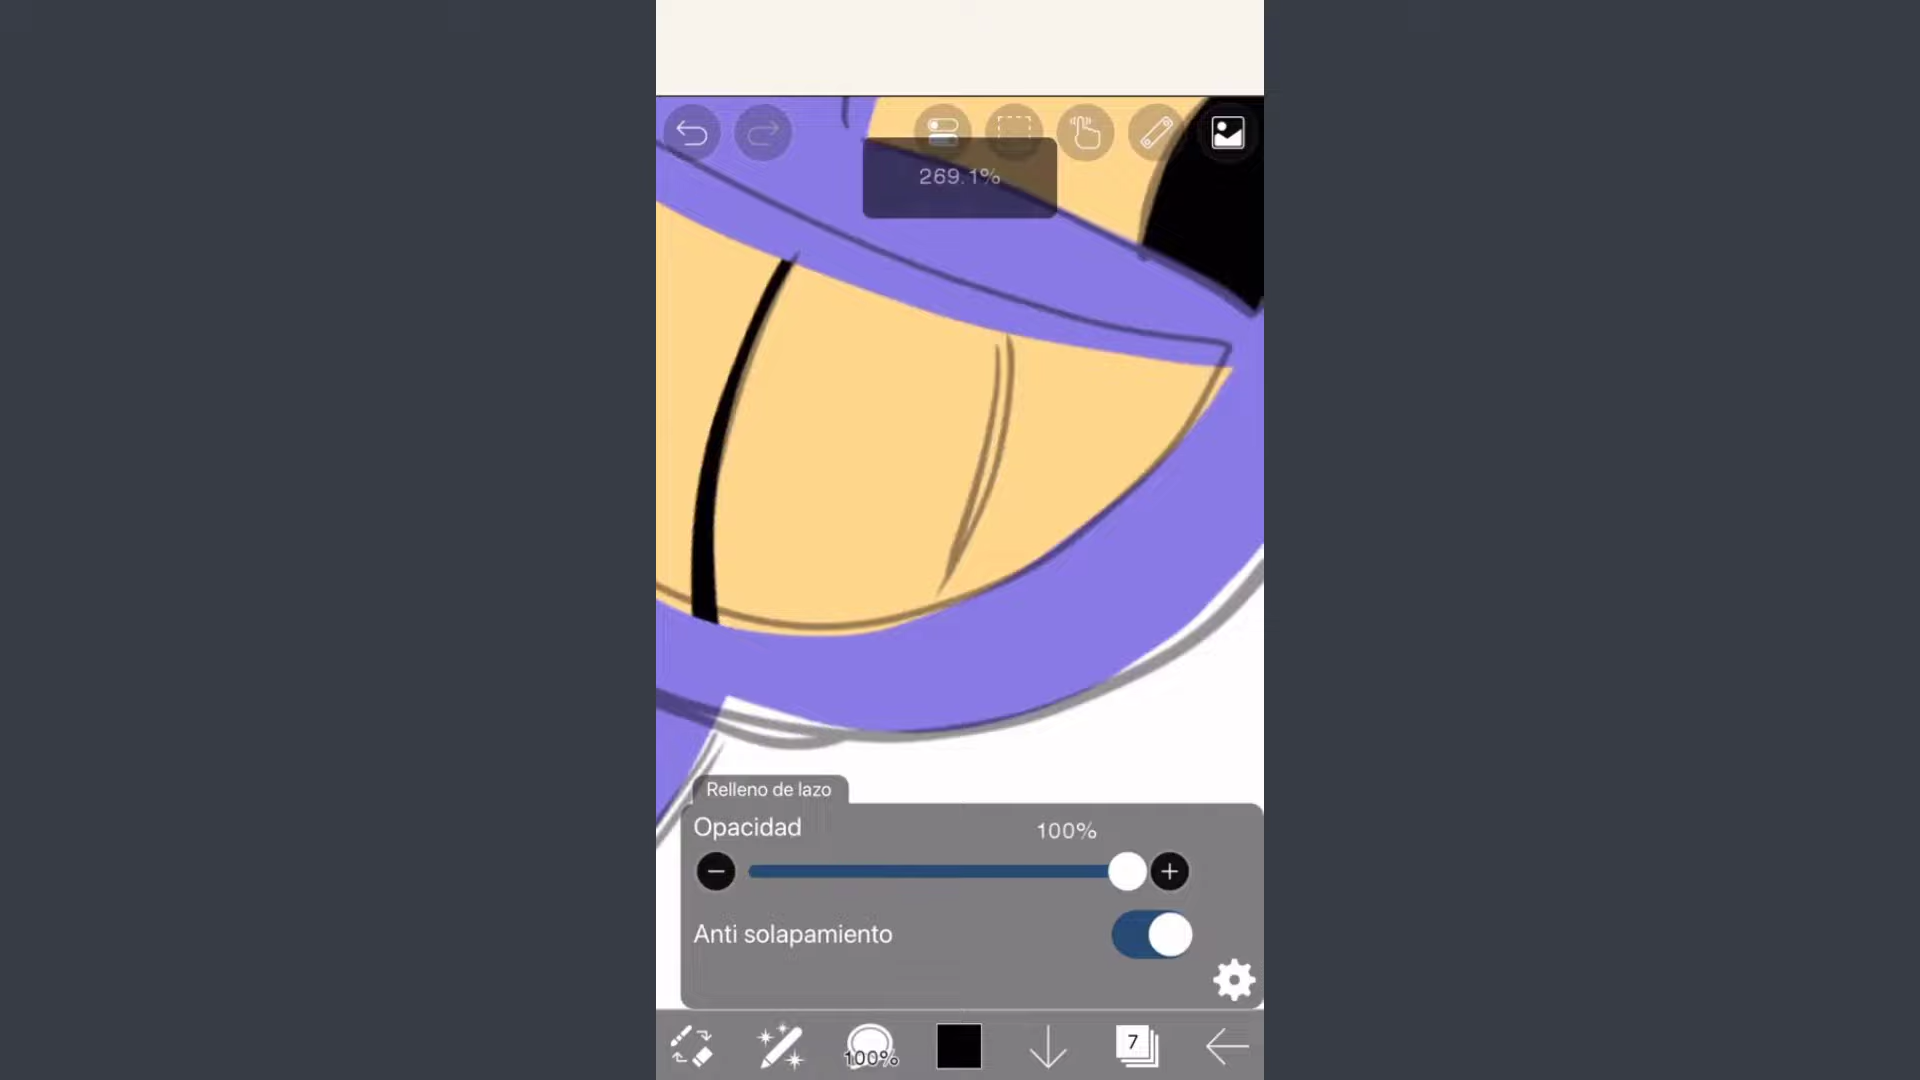 269.1%
Relleno de lazo
Opacidad 100%
Anti solapamiento
100%
7